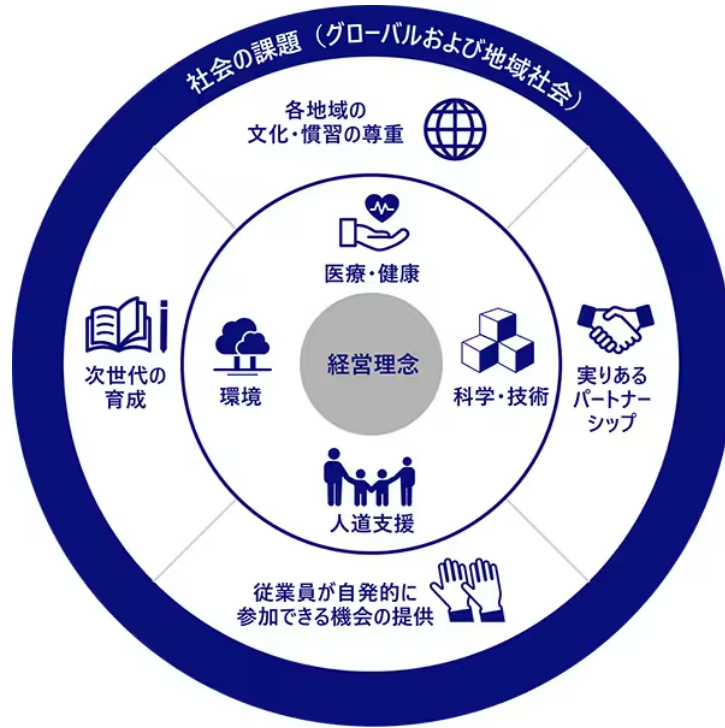 社会の課題（グローバルおよび地域社会）
各地域の
文化・慣習の尊重
医療・健康
次世代の
育成
環境
経営理念
科学・技術
実りある
パートナー
シップ
人道支援
従業員が自発的に
参加できる機会の提供